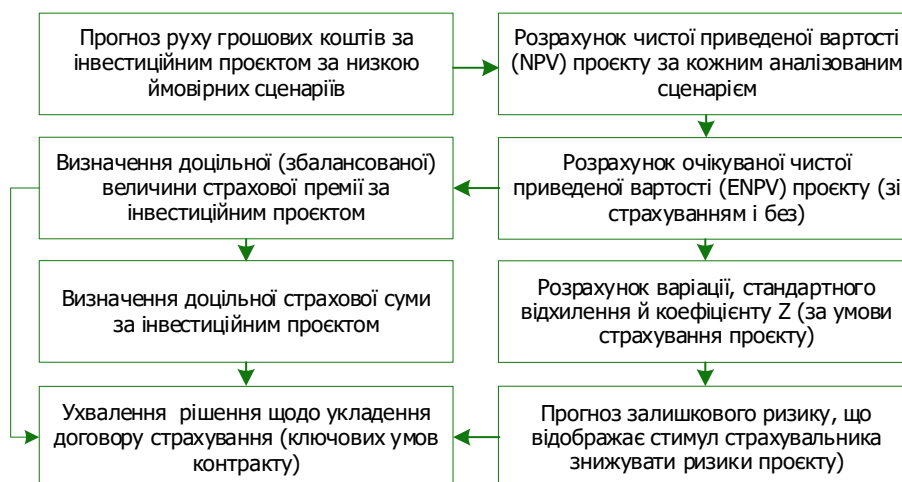 Прогноз руху грошових коштів за
інвестиційним проєктом за низкою
ймовірних сценаріїв
Розрахунок чистої приведеної вартості
(NPV) проєкту за кожним аналізованим
сценарієм
Визначення доцільної (збалансованої)
величини страхової премії за
інвестиційним проєктом
Розрахунок очікуваної чистої
приведеної вартості (ENPV) проєкту (зі
страхуванням і без)
Визначення доцільної страхової суми
за інвестиційним проєктом
Розрахунок варіації, стандартного
відхилення й коефіцієнту Z (за умови
страхування проєкту)
Ухвалення рішення щодо укладення
договору страхування (ключових умов
контракту)
Прогноз залишкового ризику, що
відображає стимул страхувальника
знижувати ризики проєкту)